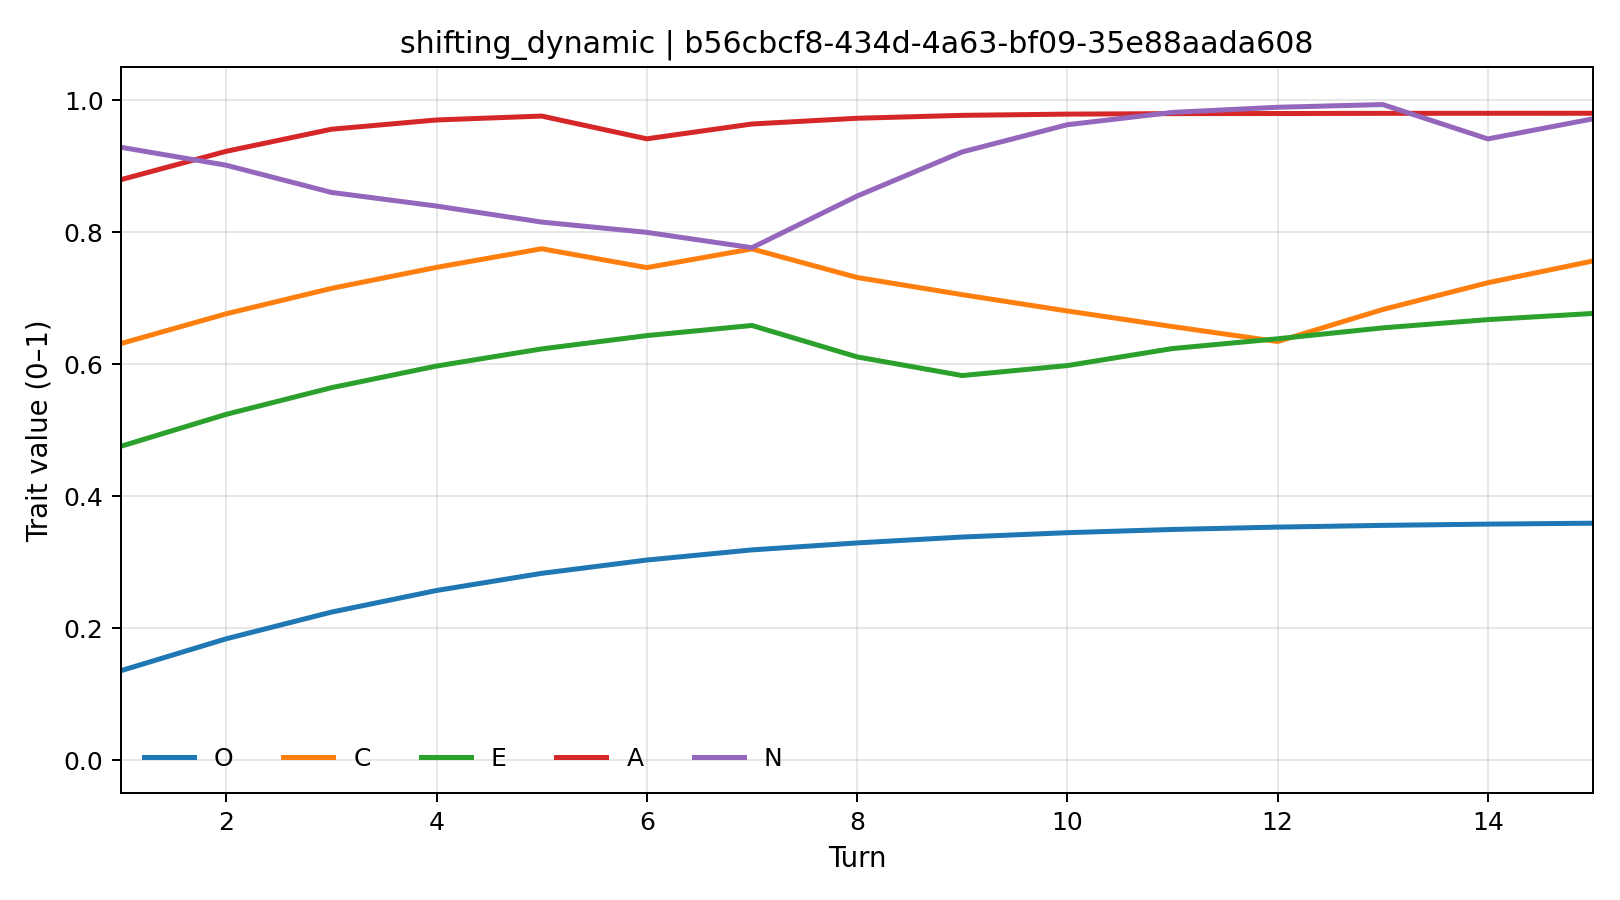 shifting_dynamic | b56cbcf8-434d-4a63-bf09-35e88aada608
Trait value (0–1)
1.0
0.8
0.6
0.4
0.2
0.0
O C E A N
2 4 6 8 10 12 14
Turn